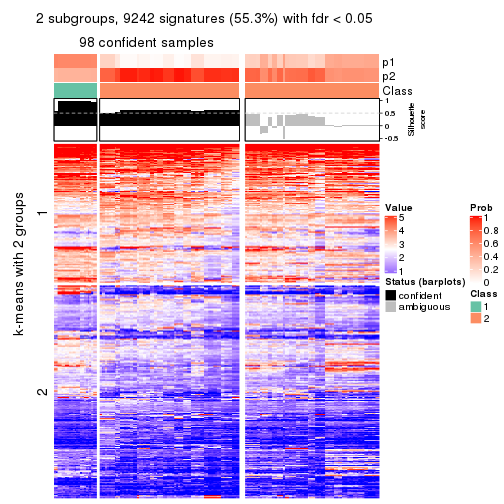 2 subgroups, 9242 signatures (55.3%) with fdr < 0.05
98 confident samples
p1
p2
Class
1
0.5
0
-0.5
Silhouette
score
k-means with 2 groups
1
2
Value
5
4
3
2
1
Status (barplots)
confident
ambiguous
Prob
1
0.8
0.6
0.4
0.2
0
Class
1
2